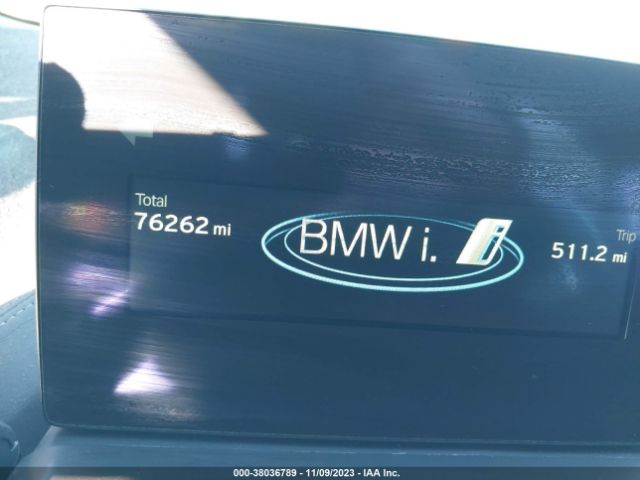 Total
76262 mi
BMW i. i
Trip
511.2 mi
000-38036789 - 11/09/2023 - IAA Inc.